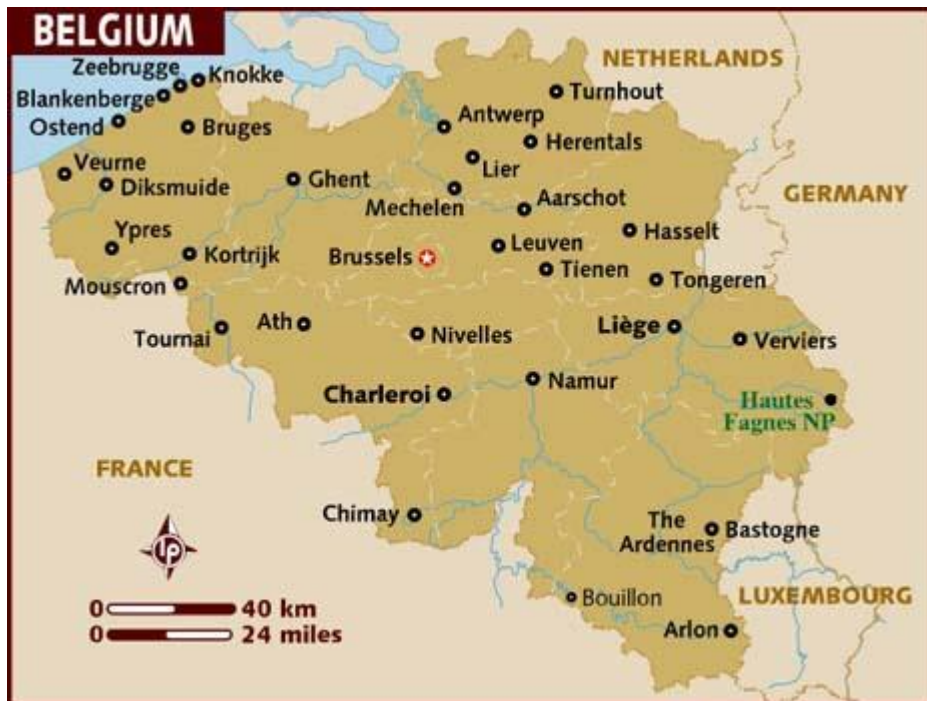 BELGIUM
NETHERLANDS
Zeebrugge
Knokke
Blankenberge
Turnhout
Ostend
Bruges
Antwerp
Herentals
Veurne
Lier
Diksmuide
Ghent
GERMANY
Mechelen
Aarschot
Ypres
Hasselt
Kortrijk
Brussels
Leuven
Tienen
Mouscron
Tongeren
Tournai
Ath
Nivelles
Liège
Verviers
Charleroi
Namur
Hautes
Fagnes NP
FRANCE
Chimay
The
Ardennes
Bastogne
lp
Bouillon
LUXEMBOURG
0 40 km
0 24 miles
Arlon